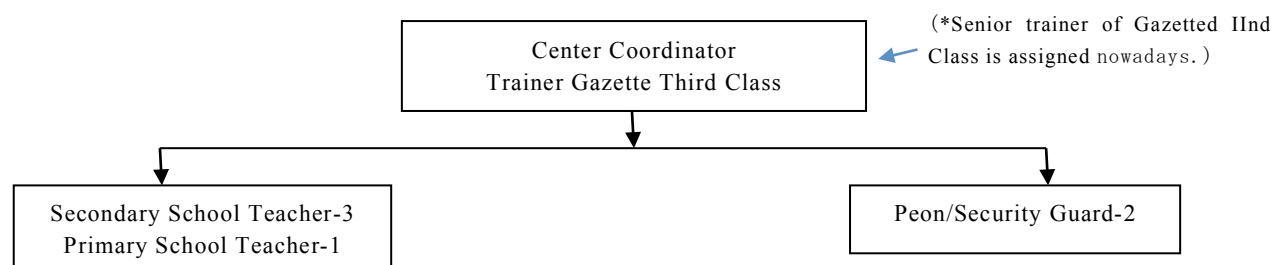 (*Senior trainer of Gazetted IInd
Class is assigned nowadays.)
Center Coordinator
Trainer Gazette Third Class
Secondary School Teacher-3
Primary School Teacher-1
Peon/Security Guard-2